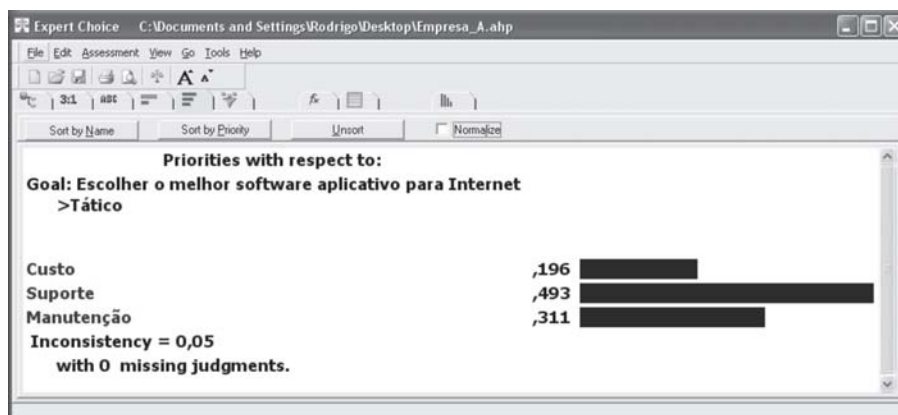 Expert Choice C:\Documents and Settings\Rodrigo\Desktop\Empresa_A.ahp
File Edit Assessment View Go Tools Help
A A
3:1 ABC
Sort by Name Sort by Priority Unsort Normalize
Priorities with respect to:
Goal: Escolher o melhor software aplicativo para Internet
>Tático
Custo ,196
Suporte ,493
Manutenção ,311
Inconsistency = 0,05
with 0 missing judgments.